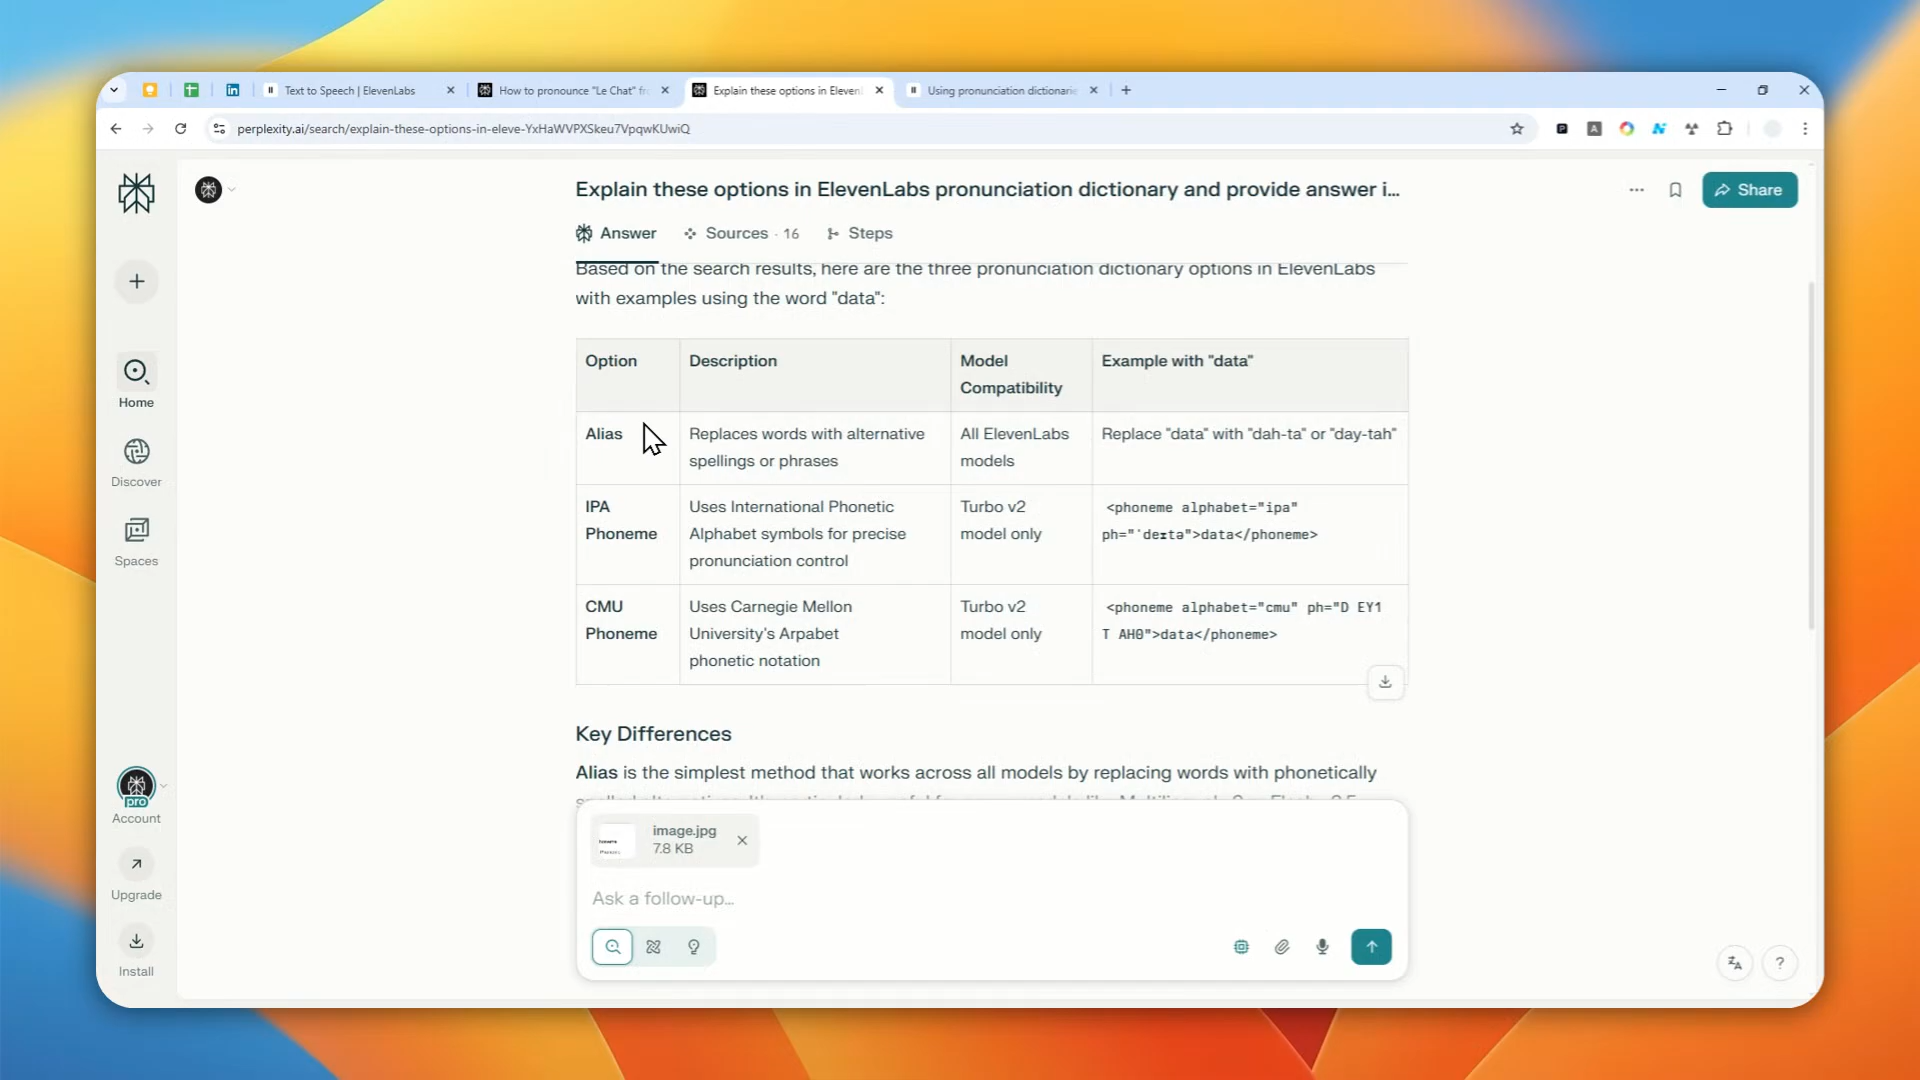 Text to Speech | ElevenLabs
How to pronounce "Le Chat" fr
Explain these options in Eleven
Using pronunciation dictionarie
perplexity.ai/search/explain-these-options-in-eleve-YxHaWVPXSkeu7VpqwKUwiQ
Explain these options in ElevenLabs pronunciation dictionary and provide answer i...
Share
Answer
Sources · 16
Steps
Based on the search results, here are the three pronunciation dictionary options in ElevenLabs
with examples using the word "data":
Option
Description
Model
Compatibility
Example with "data"
Alias
Replaces words with alternative
spellings or phrases
All ElevenLabs
models
Replace "data" with "dah-ta" or "day-tah"
IPA
Phoneme
Uses International Phonetic
Alphabet symbols for precise
pronunciation control
Turbo v2
model only
<phoneme alphabet="ipa"
ph="ˈdeɪtə">data</phoneme>
CMU
Phoneme
Uses Carnegie Mellon
University's Arpabet
phonetic notation
Turbo v2
model only
<phoneme alphabet="cmu" ph="D EY1
T AH0">data</phoneme>
Key Differences
Alias is the simplest method that works across all models by replacing words with phonetically
image.jpg
7.8 KB
Ask a follow-up...
Home
Discover
Spaces
pro
Account
Upgrade
Install